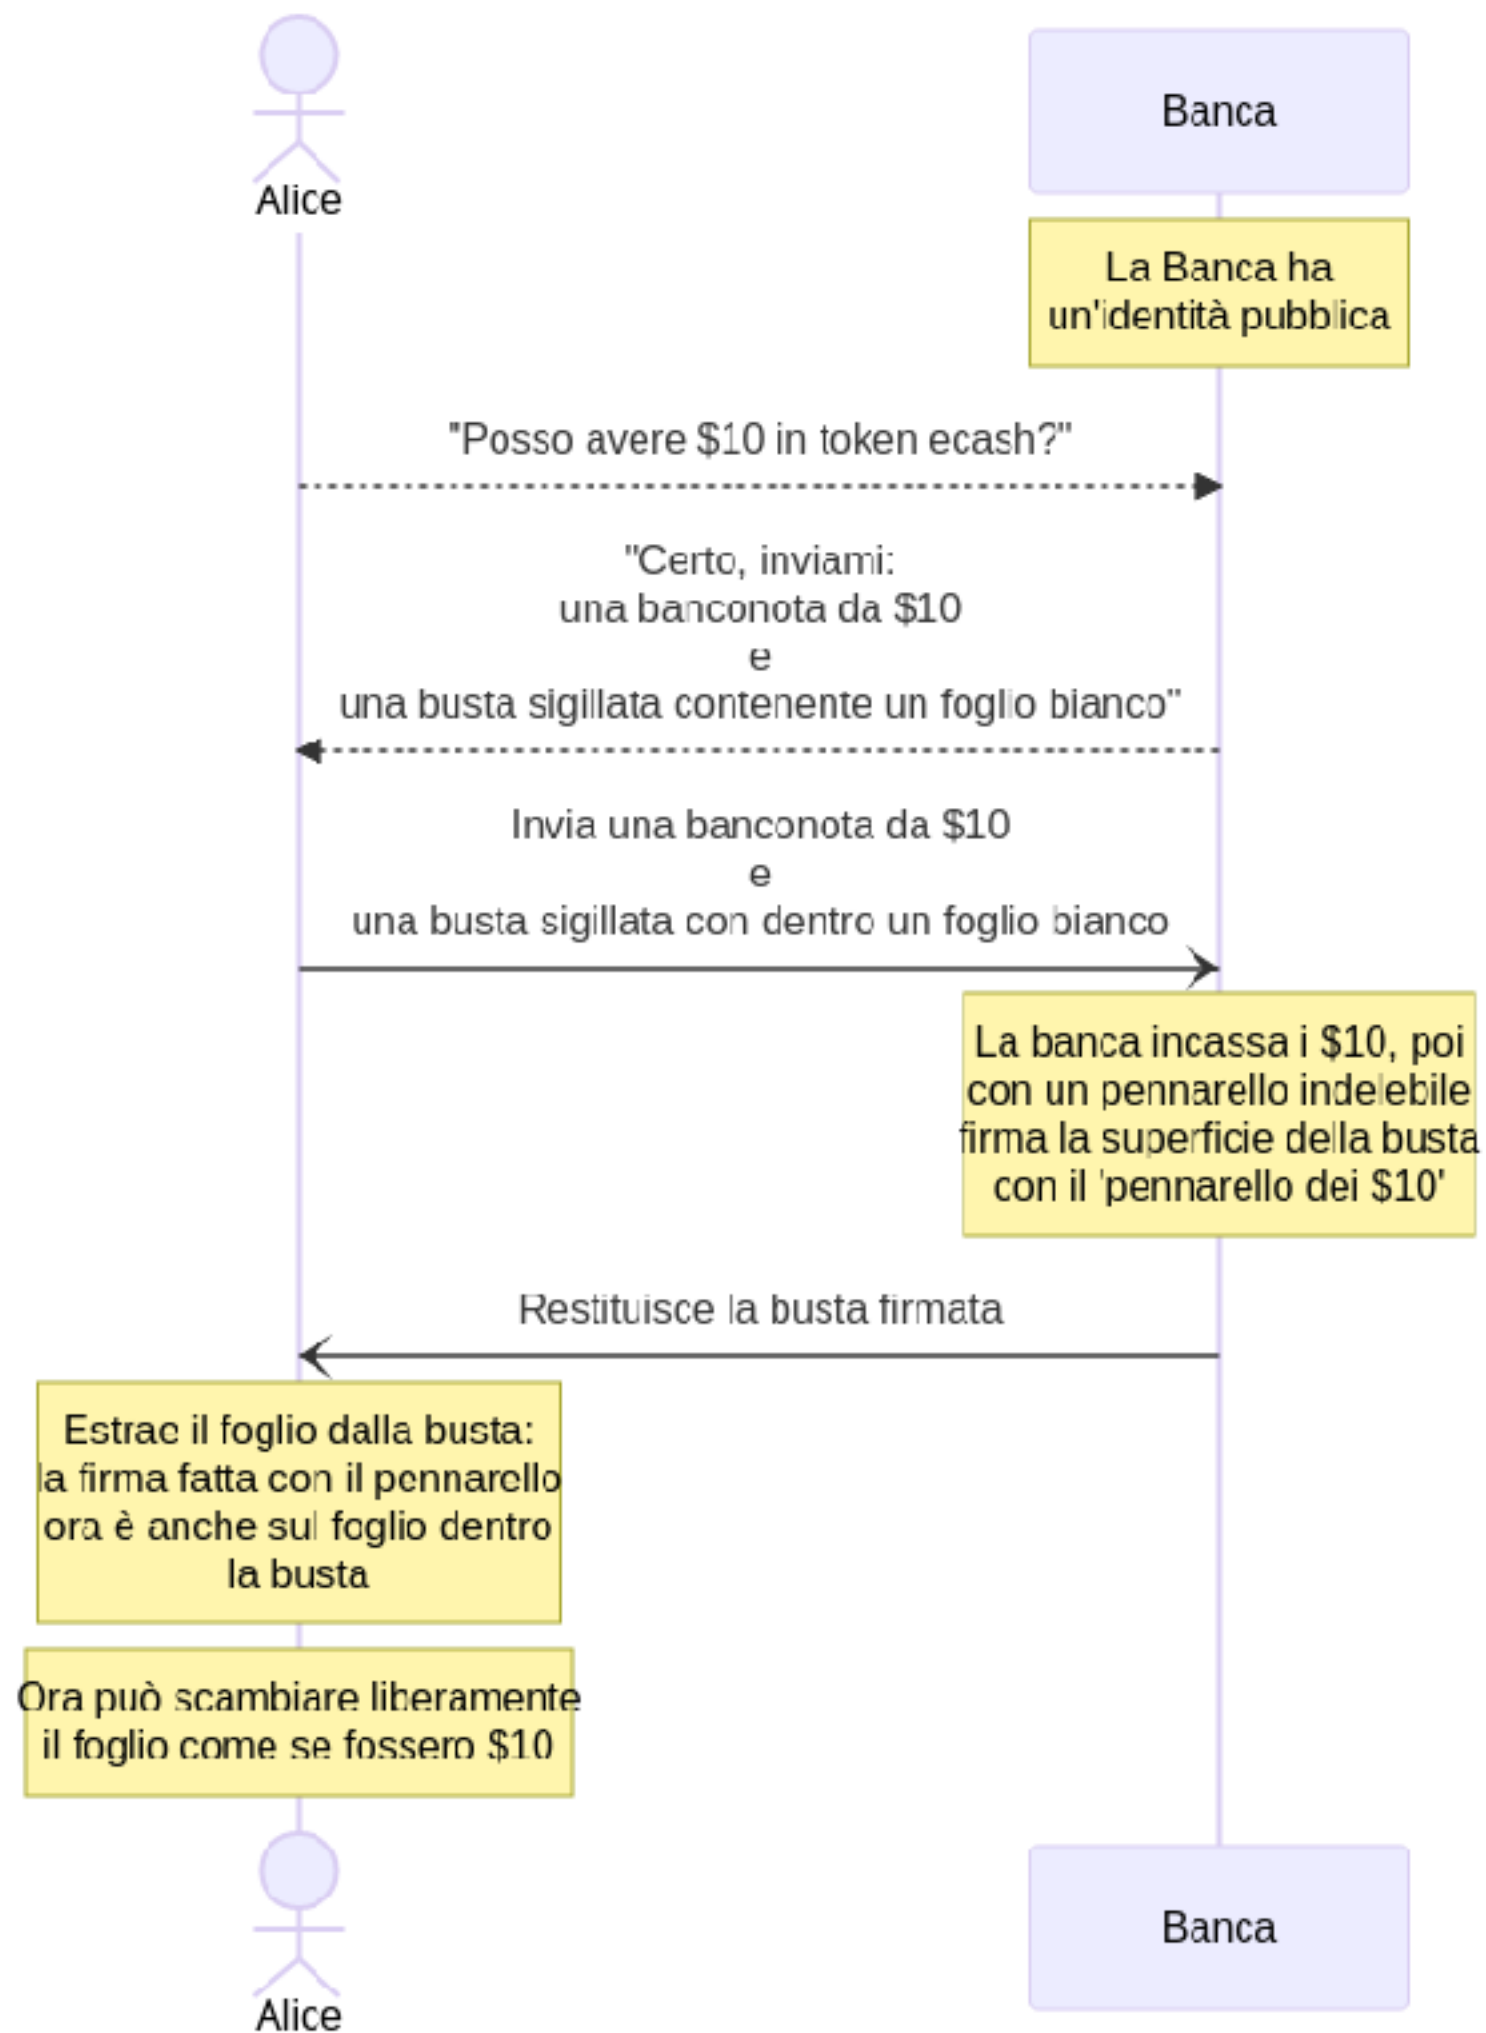 Alice
Banca
La Banca ha
un'identità pubblica
"Posso avere $10 in token ecash?"
"Certo, inviami:
una banconota da $10
e
una busta sigillata contenente un foglio bianco"
Invia una banconota da $10
e
una busta sigillata con dentro un foglio bianco
La banca incassa i $10, poi
con un pennarello indelebile
firma la superficie della busta
con il 'pennarello dei $10'
Restituisce la busta firmata
Estrae il foglio dalla busta:
la firma fatta con il pennarello
ora è anche sul foglio dentro
la busta
Ora può scambiare liberamente
il foglio come se fossero $10
Alice
Banca